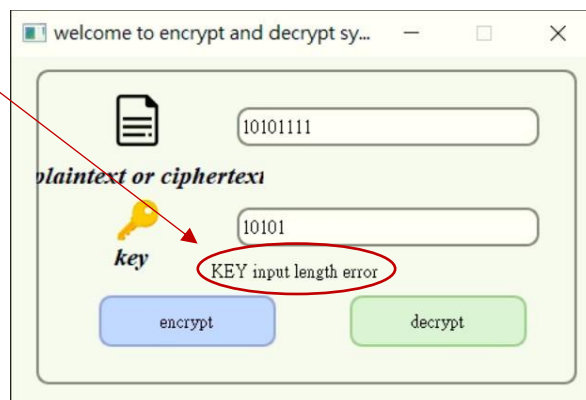 welcome to encrypt and decrypt sy...
10101111
plaintext or ciphertext
10101
key
KEY input length error
encrypt
decrypt